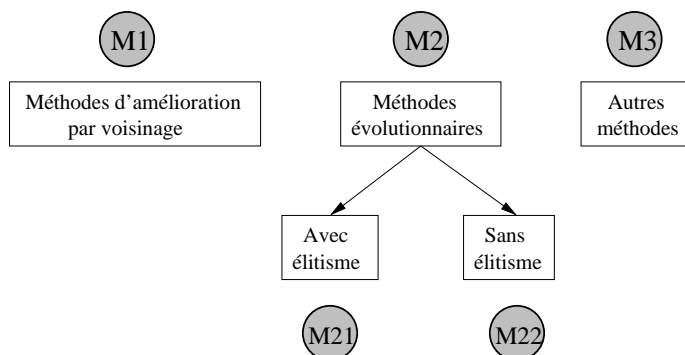 M1
M2
M3
Méthodes d'amélioration
par voisinage
Méthodes
évolutionnaires
Autres
méthodes
Avec
élitisme
Sans
élitisme
M21
M22